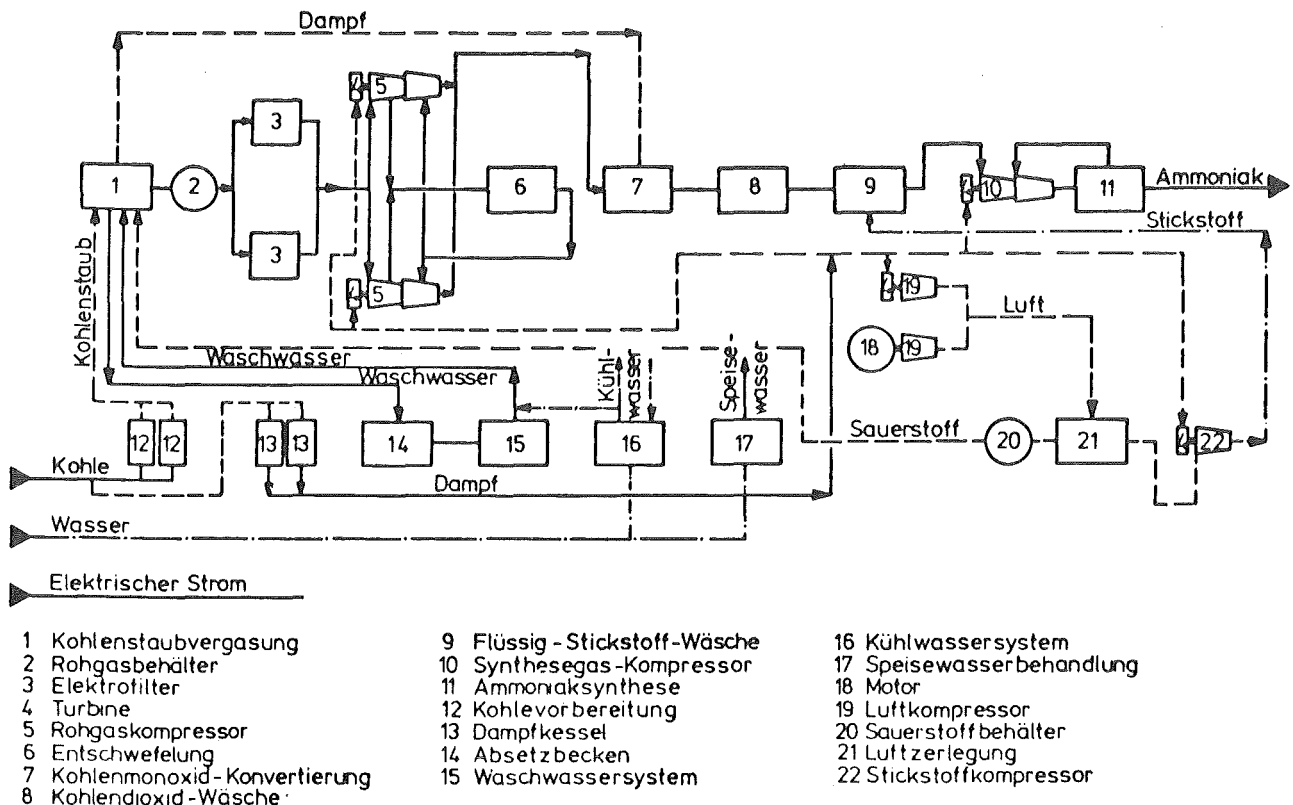 Dampf
3
5
1
2
6
7
8
9
10
11
Ammoniak
Stickstoff
3
Kohlenstaub
5
19
Luft
18
19
Waschwasser
Waschwasser
Kühl-
wasser
Speise-
wasser
12
12
13
13
14
15
16
17
Sauerstoff
20
21
22
Kohle
Dampf
Wasser
Elektrischer Strom
1 Kohlenstaubvergasung
2 Rohgasbehälter
3 Elektrofilter
4 Turbine
5 Rohgaskompressor
6 Entschwefelung
7 Kohlenmonoxid-Konvertierung
8 Kohlendioxid-Wäsche
9 Flüssig-Stickstoff-Wäsche
10 Synthesegas-Kompressor
11 Ammoniaksynthese
12 Kohlevorbereitung
13 Dampfkessel
14 Absetzbecken
15 Waschwassersystem
16 Kühlwassersystem
17 Speisewasserbehandlung
18 Motor
19 Luftkompressor
20 Sauerstoffbehälter
21 Luftzerlegung
22 Stickstoffkompressor